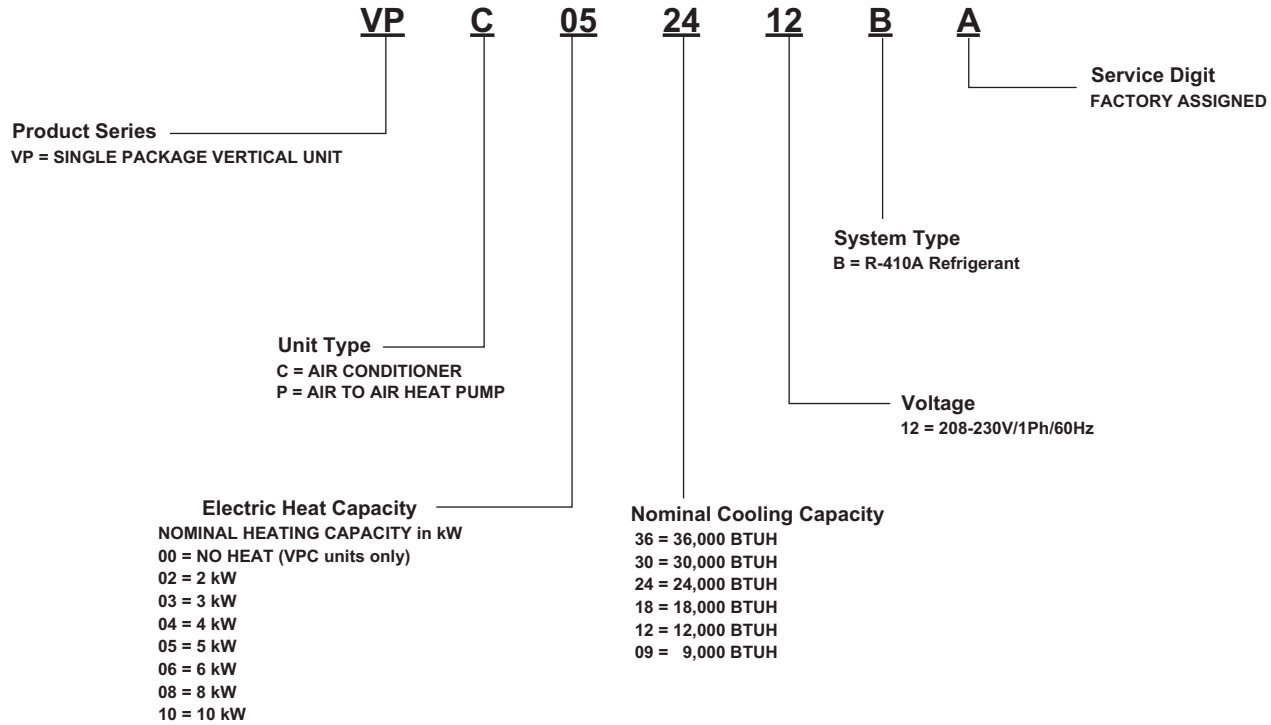 VP C 05 24 12 B A
Service Digit
FACTORY ASSIGNED
Product Series
VP = SINGLE PACKAGE VERTICAL UNIT
System Type
B = R-410A Refrigerant
Unit Type
C = AIR CONDITIONER
P = AIR TO AIR HEAT PUMP
Voltage
12 = 208-230V/1Ph/60Hz
Electric Heat Capacity
NOMINAL HEATING CAPACITY in kW
00 = NO HEAT (VPC units only)
02 = 2 kW
03 = 3 kW
04 = 4 kW
05 = 5 kW
06 = 6 kW
08 = 8 kW
10 = 10 kW
Nominal Cooling Capacity
36 = 36,000 BTUH
30 = 30,000 BTUH
24 = 24,000 BTUH
18 = 18,000 BTUH
12 = 12,000 BTUH
09 = 9,000 BTUH